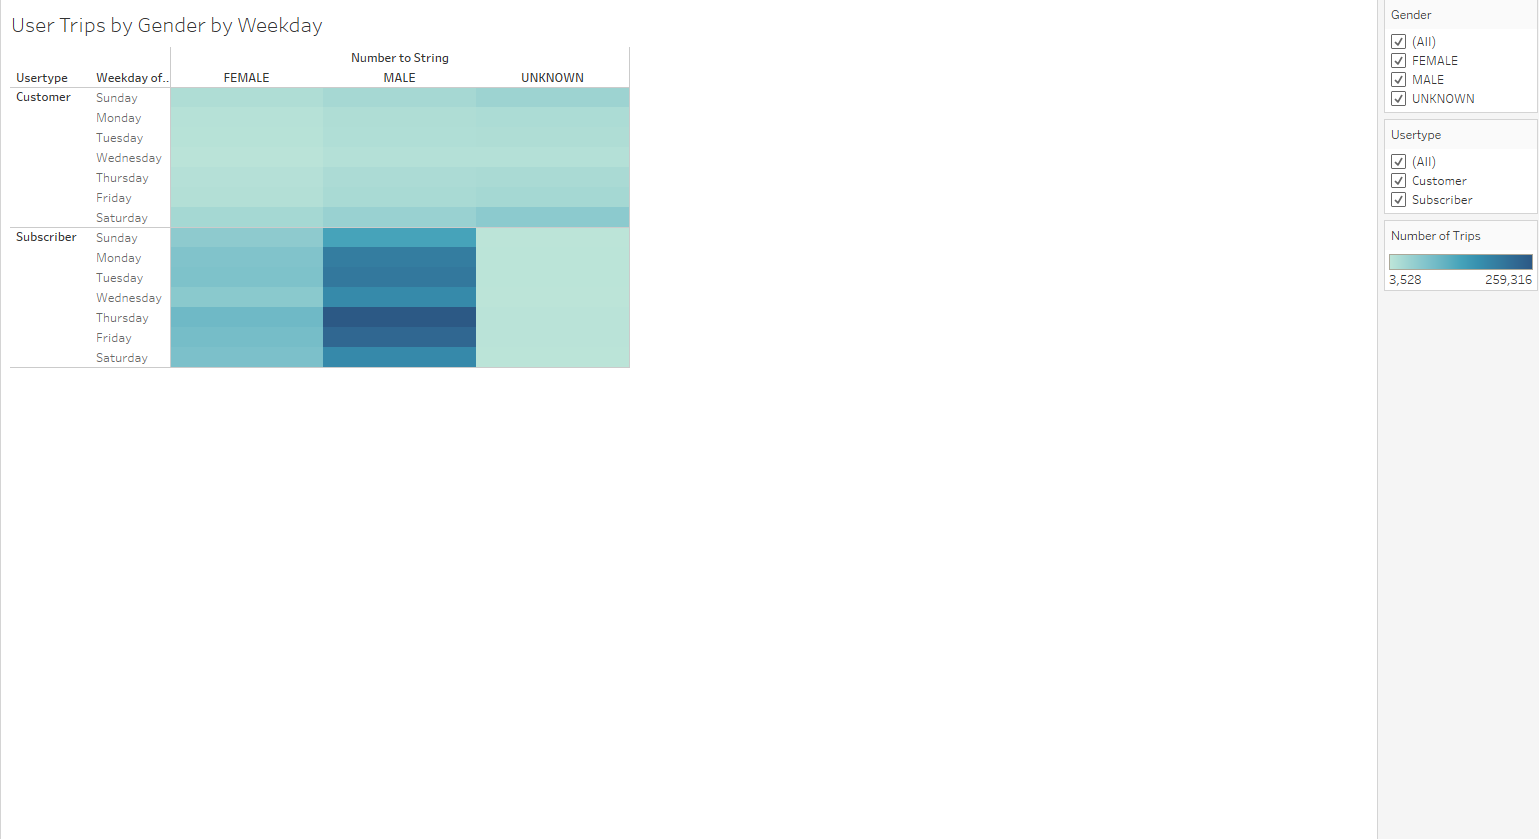 User Trips by Gender by Weekday
Number to String
Usertype Weekday of.. FEMALE MALE UNKNOWN
Customer Sunday
Monday
Tuesday
Wednesday
Thursday
Friday
Saturday
Subscriber Sunday
Monday
Tuesday
Wednesday
Thursday
Friday
Saturday
Gender
(All)
FEMALE
MALE
UNKNOWN
Usertype
(All)
Customer
Subscriber
Number of Trips
3,528 259,316